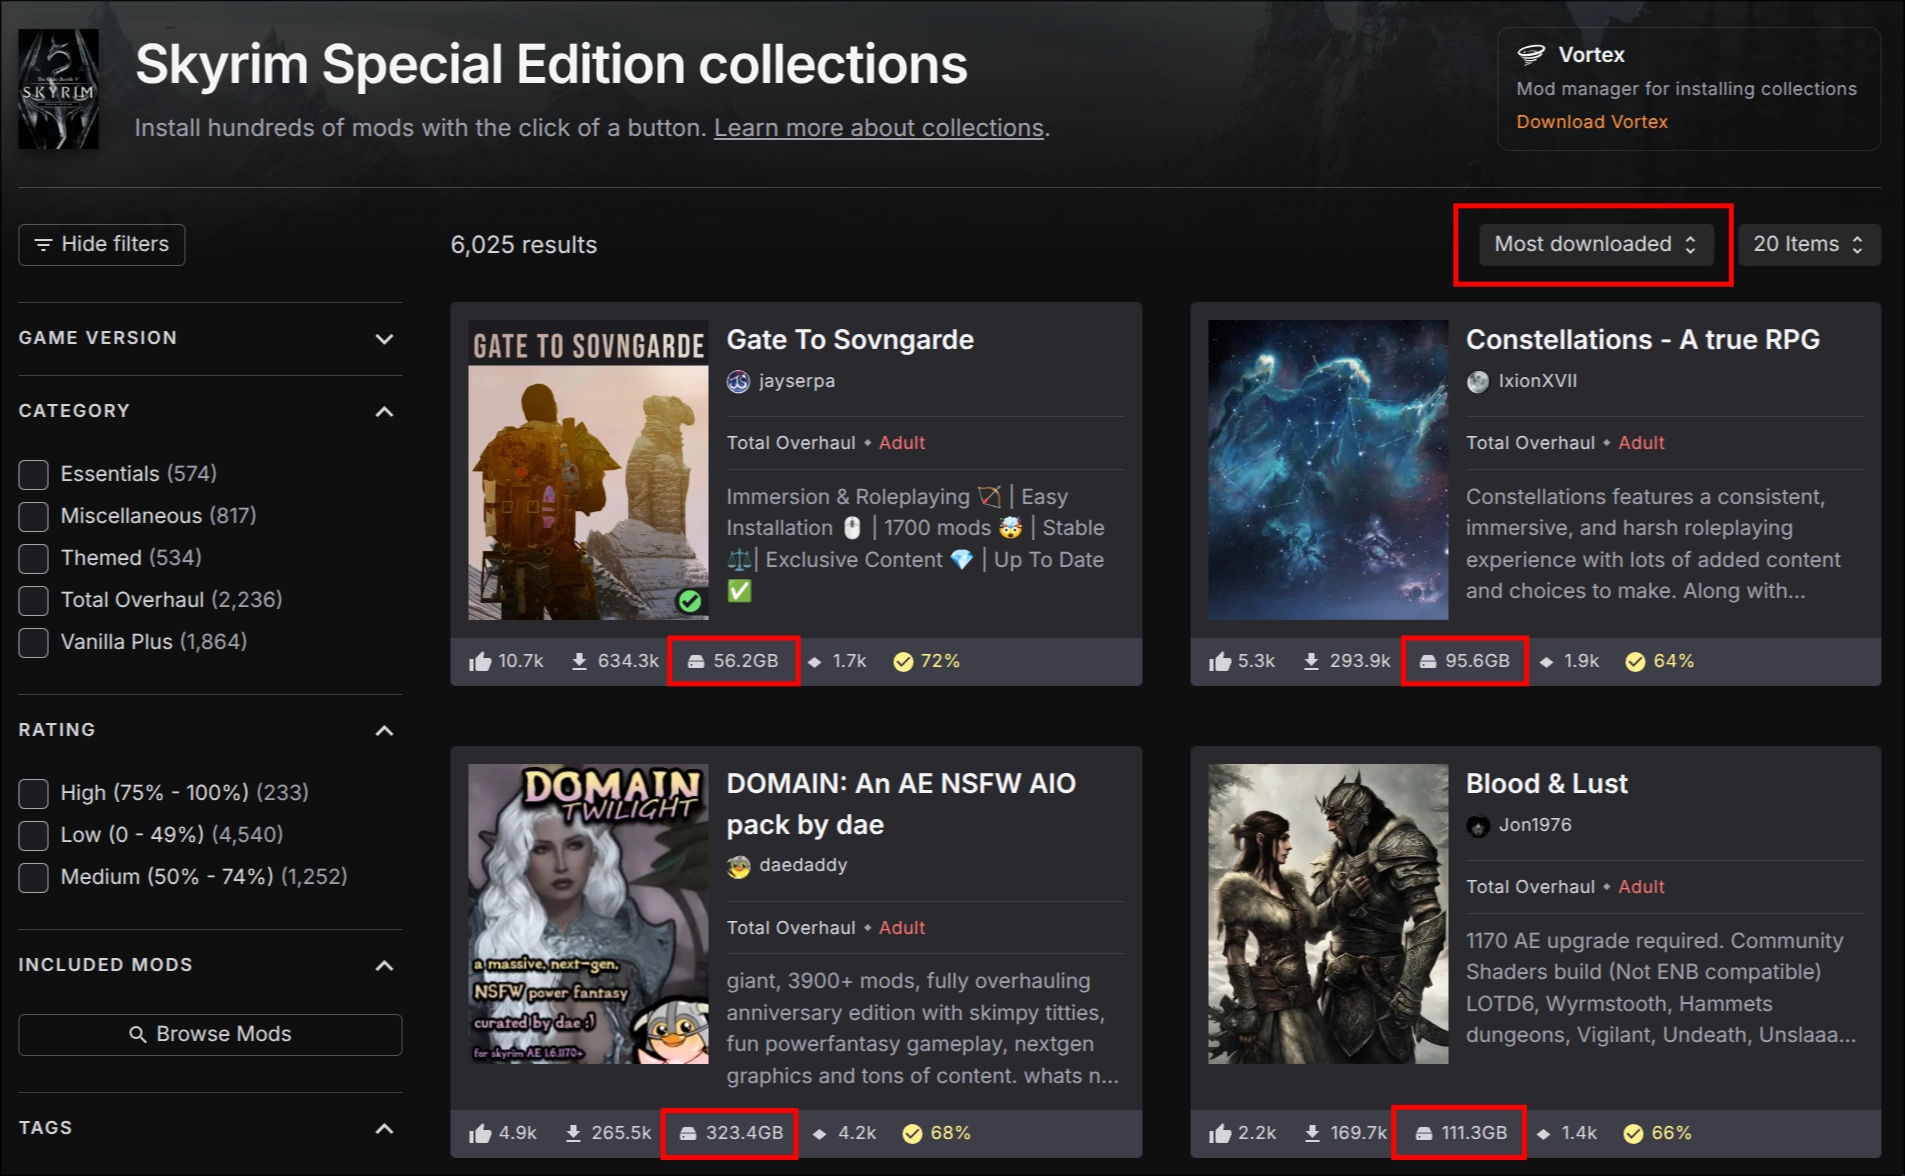 Skyrim Special Edition collections
Install hundreds of mods with the click of a button. Learn more about collections.
SKYRIM
Vortex
Mod manager for installing collections
Download Vortex
Hide filters
6,025 results
Most downloaded
20 Items
GAME VERSION
CATEGORY
Essentials (574)
Miscellaneous (817)
Themed (534)
Total Overhaul (2,236)
Vanilla Plus (1,864)
RATING
High (75% - 100%) (233)
Low (0 - 49%) (4,540)
Medium (50% - 74%) (1,252)
INCLUDED MODS
Browse Mods
TAGS
GATE TO SOVNGARDE
Gate To Sovngarde
JS jayserpa
Total Overhaul • Adult
Immersion & Roleplaying 🏹 | Easy
Installation 🖱️ | 1700 mods 🤯 | Stable
⚖️| Exclusive Content 💎 | Up To Date
✅
10.7k 634.3k 56.2GB 1.7k 72%
Constellations - A true RPG
IxionXVII
Total Overhaul • Adult
Constellations features a consistent,
immersive, and harsh roleplaying
experience with lots of added content
and choices to make. Along with...
5.3k 293.9k 95.6GB 1.9k 64%
DOMAIN
TWILIGHT
a massive, next-gen,
NSFW power fantasy
curated by dae :)
for skyrim AE 1.6.1170+
DOMAIN: An AE NSFW AIO
pack by dae
daedaddy
Total Overhaul • Adult
giant, 3900+ mods, fully overhauling
anniversary edition with skimpy titties,
fun powerfantasy gameplay, nextgen
graphics and tons of content. whats n...
4.9k 265.5k 323.4GB 4.2k 68%
Blood & Lust
Jon1976
Total Overhaul • Adult
1170 AE upgrade required. Community
Shaders build (Not ENB compatible)
LOTD6, Wyrmstooth, Hammets
dungeons, Vigilant, Undeath, Unslaaa...
2.2k 169.7k 111.3GB 1.4k 66%